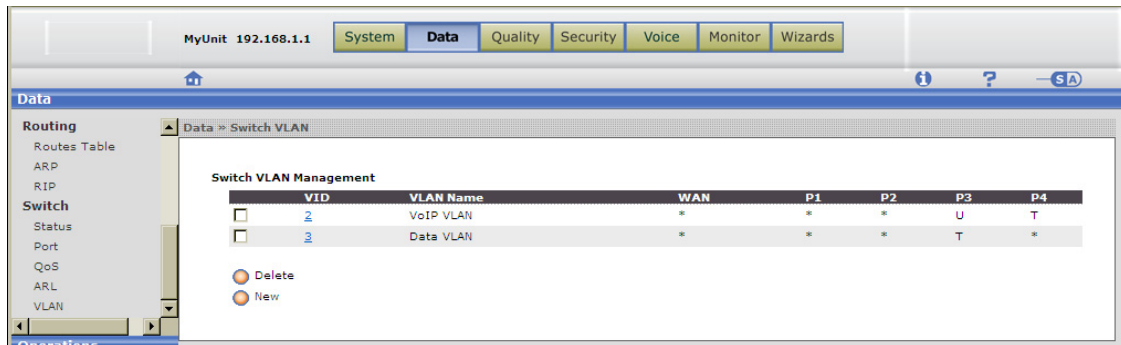 MyUnit 192.168.1.1 System Data Quality Security Voice Monitor Wizards
i ? S A
Data
Routing
Routes Table
ARP
RIP
Switch
Status
Port
QoS
ARL
VLAN
Operations
Data » Switch VLAN
Switch VLAN Management
VID VLAN Name WAN P1 P2 P3 P4
2 VoIP VLAN * * * U T
3 Data VLAN * * * T *
Delete
New